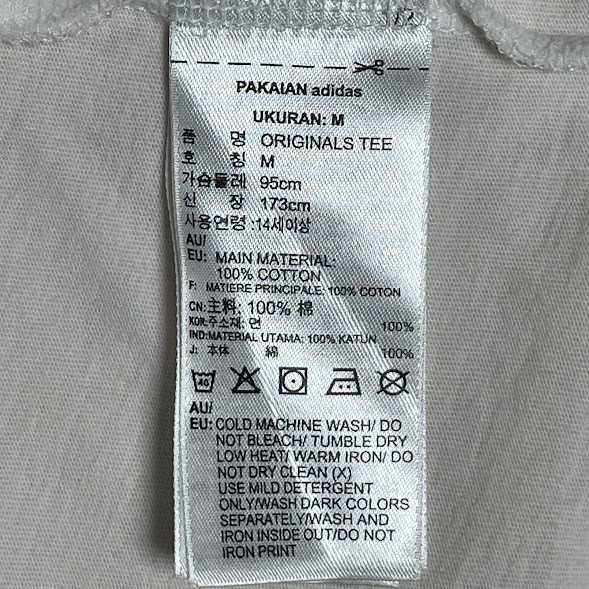 PAKAIAN adidas
UKURAN: M
품 명 ORIGINALS TEE
호 칭 M
가슴둘레 95cm
신 장 173cm
사용연령 :14세이상
AU/
EU: MAIN MATERIAL:
100% COTTON
F: MATIERE PRINCIPALE: 100% COTON
CN:主料: 100% 棉
KOR:주소재: 면 100%
IND:MATERIAL UTAMA: 100% KATUN
J: 本体 綿 100%
40
AU/
EU: COLD MACHINE WASH/ DO
NOT BLEACH/ TUMBLE DRY
LOW HEAT/ WARM IRON/ DO
NOT DRY CLEAN (X)
USE MILD DETERGENT
ONLY/WASH DARK COLORS
SEPARATELY/WASH AND
IRON INSIDE OUT/DO NOT
IRON PRINT